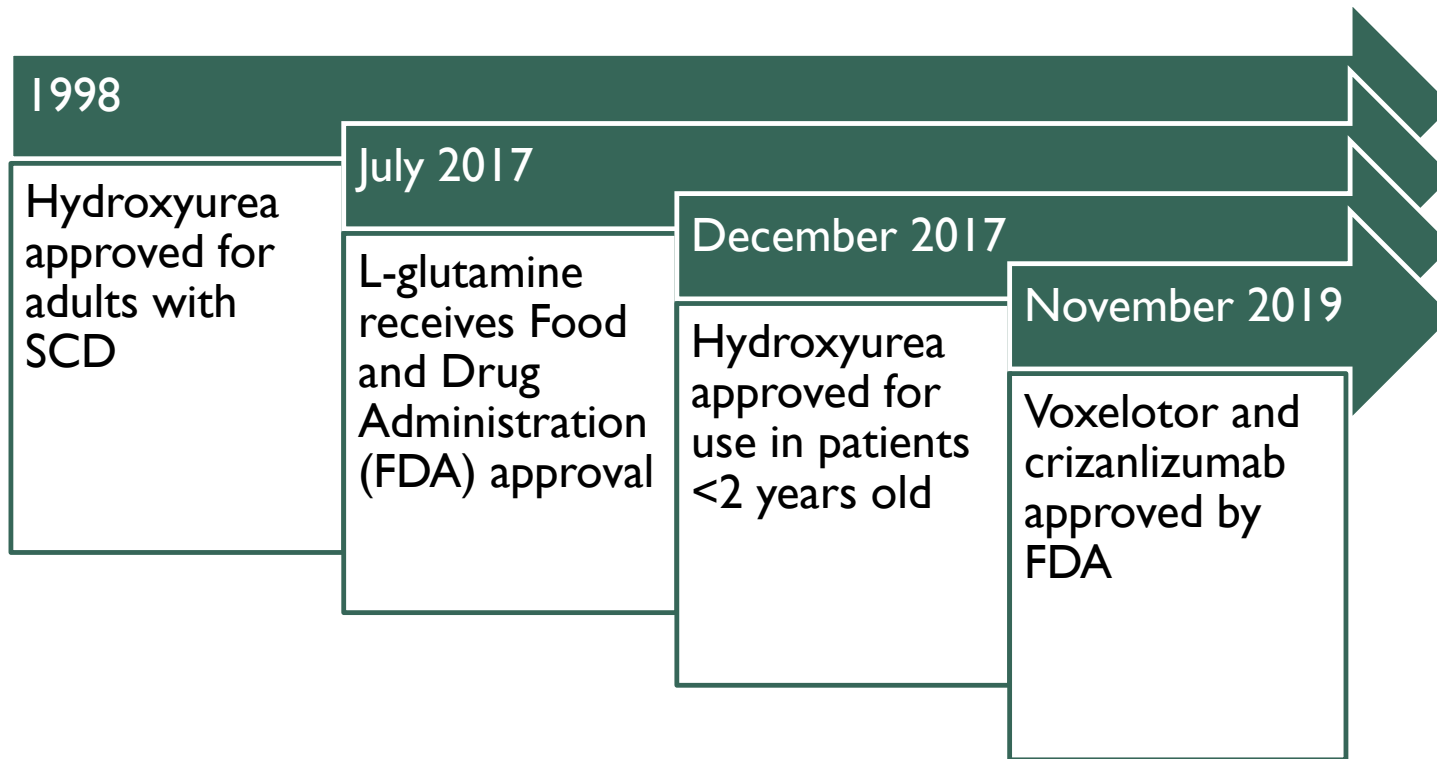 1998
Hydroxyurea
approved for
adults with
SCD
July 2017
L-glutamine
receives Food
and Drug
Administration
(FDA) approval
December 2017
Hydroxyurea
approved for
use in patients
<2 years old
November 2019
Voxelotor and
crizanlizumab
approved by
FDA